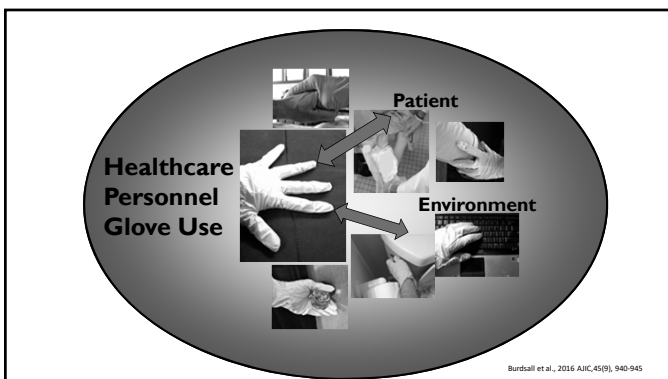 Healthcare
Personnel
Glove Use
Patient
Environment
Burdsall et al., 2016 AJIC,45(9), 940-945